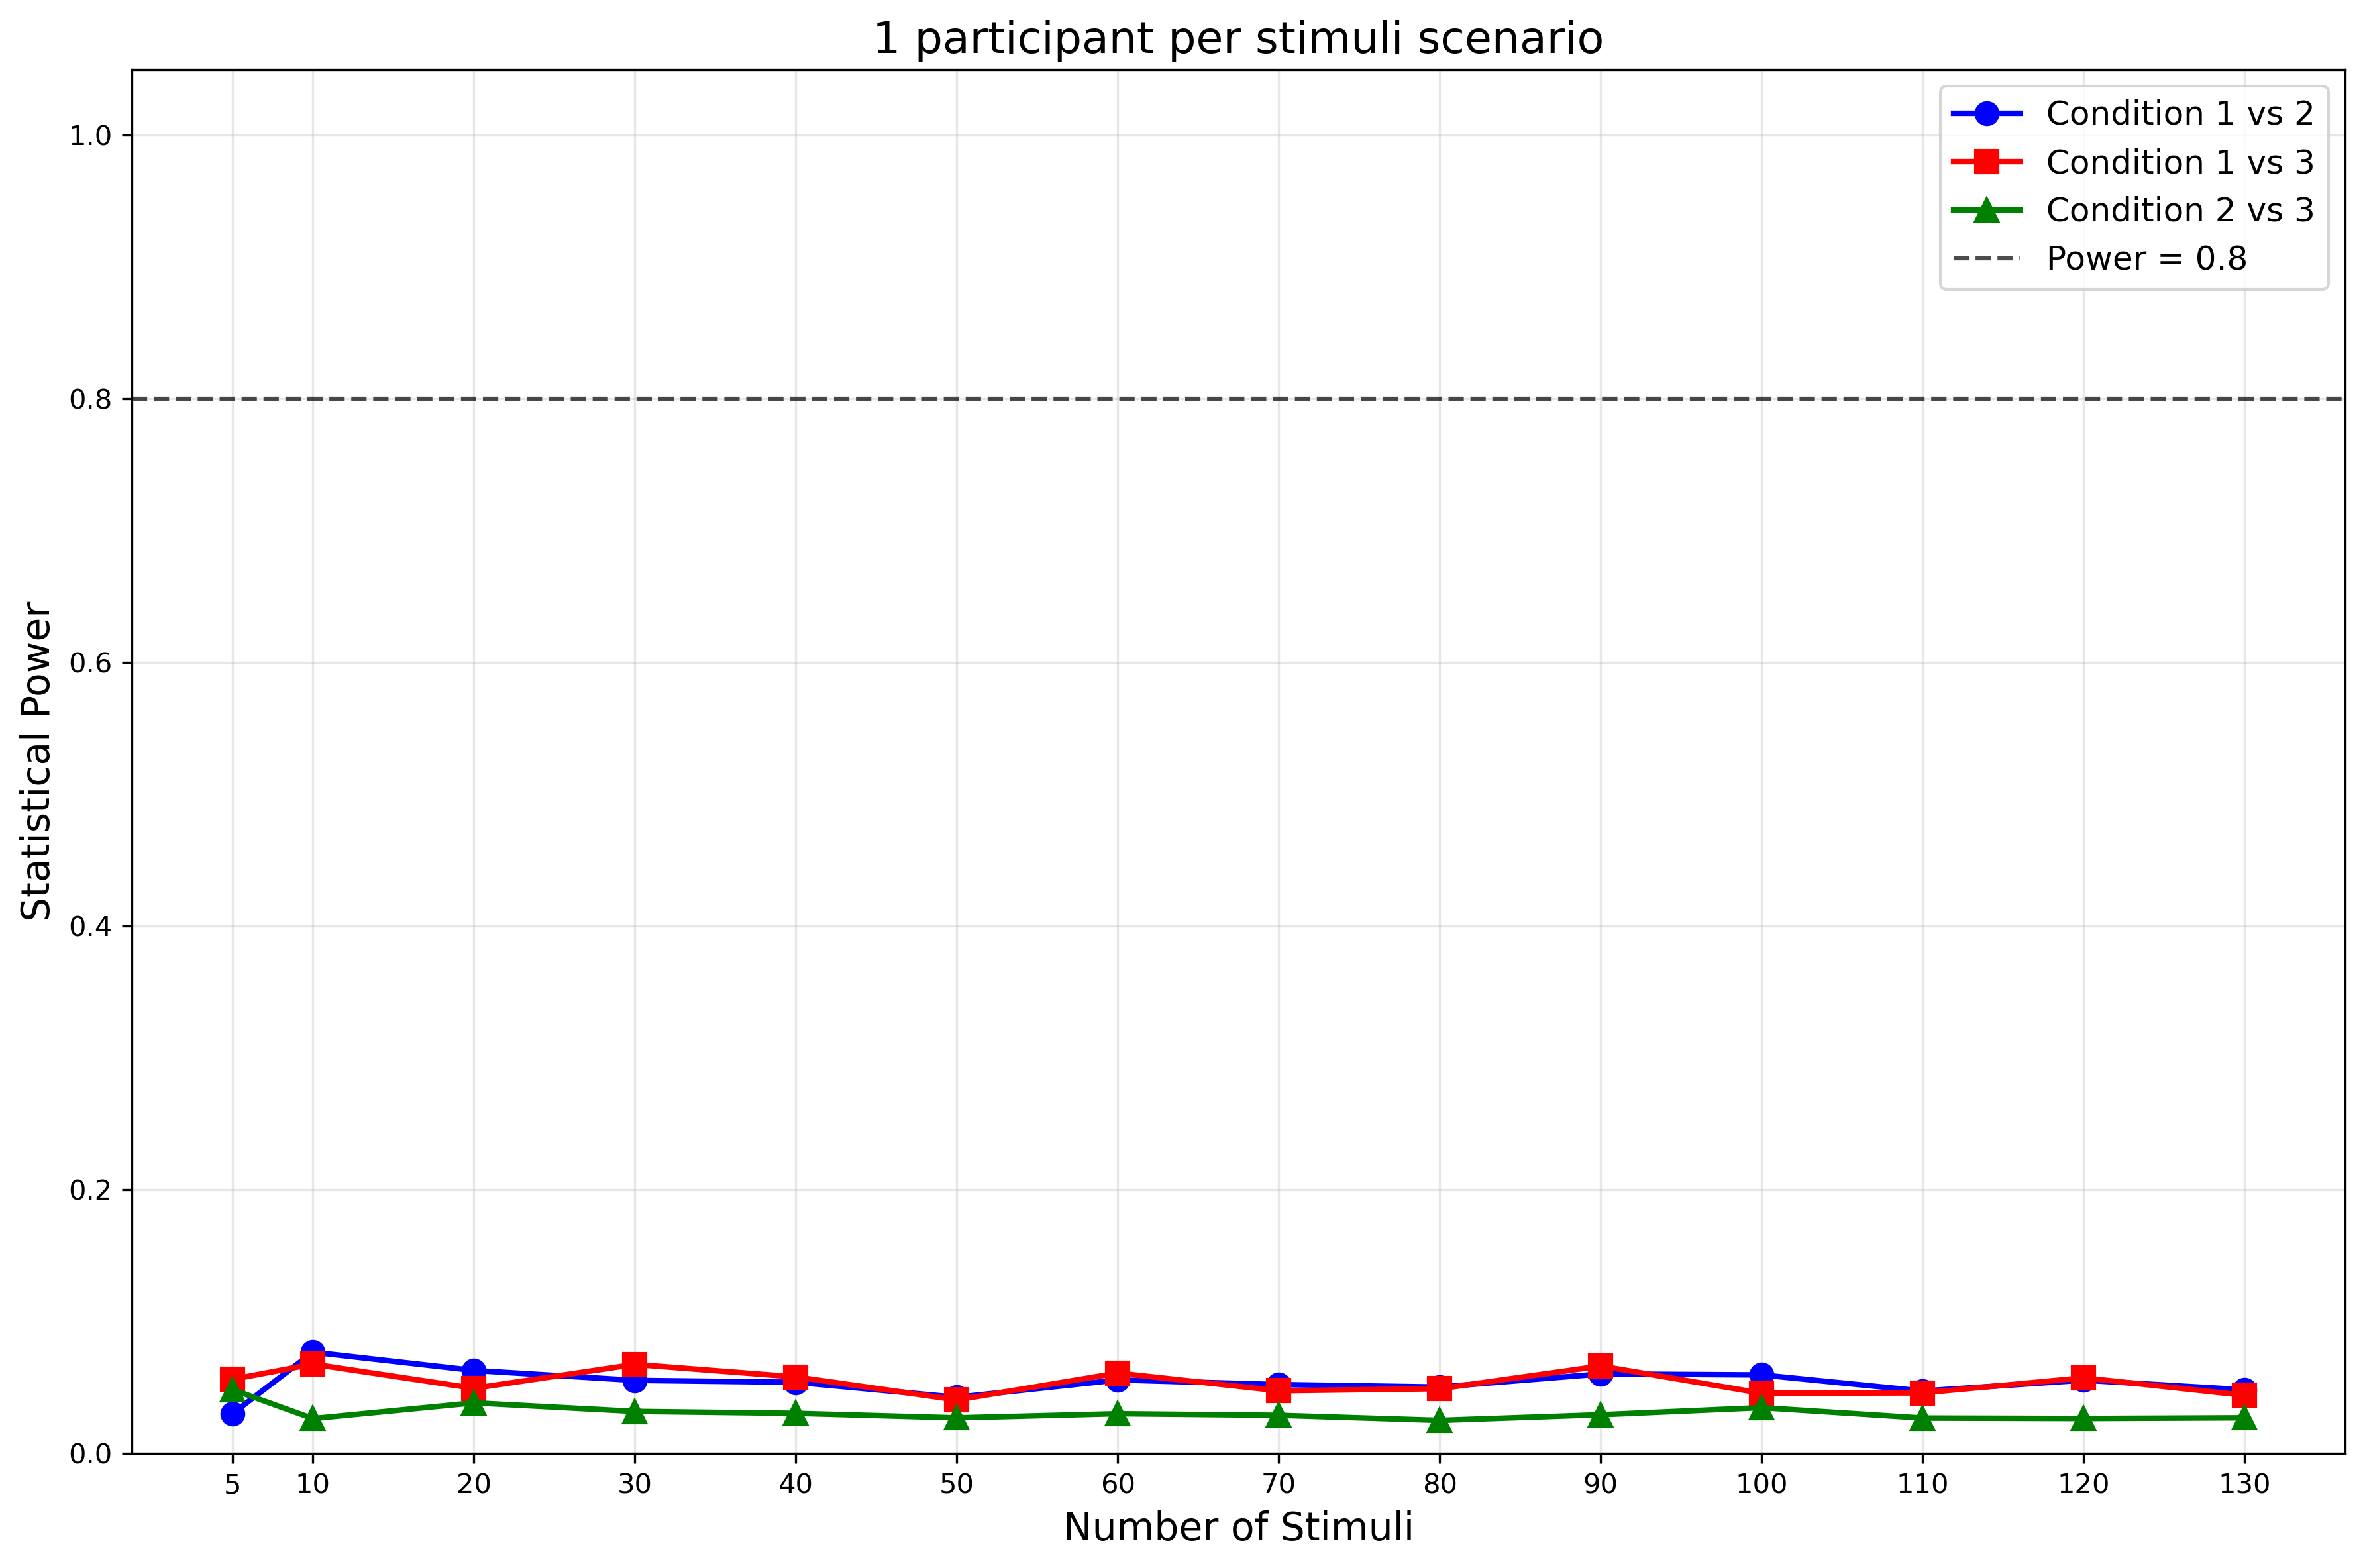 1 participant per stimuli scenario
Condition 1 vs 2
Condition 1 vs 3
Condition 2 vs 3
Power = 0.8
Statistical Power
1.0
0.8
0.6
0.4
0.2
0.0
5 10 20 30 40 50 60 70 80 90 100 110 120 130
Number of Stimuli